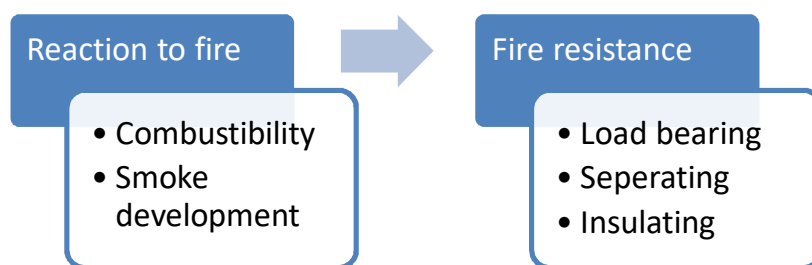 Reaction to fire
• Combustibility
• Smoke
development
Fire resistance
• Load bearing
• Seperating
• Insulating